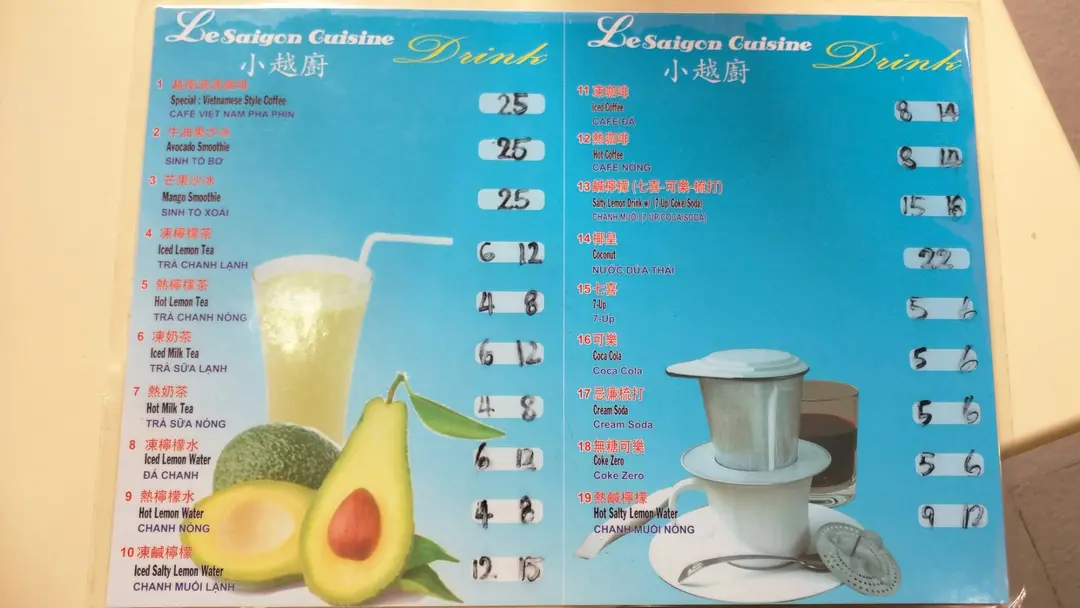 Le Saigon Cuisine
Drink
小越廚
1
Special : Vietnamese Style Coffee
CAFÉ VIỆT NAM PHA PHIN
25
2 牛油果沙冰
Avocado Smoothie
SINH TỐ BƠ
25
3 芒果沙冰
Mango Smoothie
SINH TỐ XOÀI
25
4 凍檸檬茶
Iced Lemon Tea
TRÀ CHANH LẠNH
6 12
5 熱檸檬茶
Hot Lemon Tea
TRÀ CHANH NÓNG
4 8
6 凍奶茶
Iced Milk Tea
TRÀ SỮA LẠNH
6 12
7 熱奶茶
Hot Milk Tea
TRÀ SỮA NÓNG
4 8
8 凍檸檬水
Iced Lemon Water
ĐÁ CHANH
6 12
9 熱檸檬水
Hot Lemon Water
CHANH NÓNG
4 8
10 凍鹹檸檬
Iced Salty Lemon Water
CHANH MUỐI LẠNH
12 15
Le Saigon Cuisine
Drink
小越廚
11 凍咖啡
Iced Coffee
CAFE ĐÁ
8
12 熱咖啡
Hot Coffee
CAFE NÓNG
8
13 鹹檸檬 (七喜-可樂-梳打)
Salty Lemon Drink w/ (7-Up/Coke/Soda)
CHANH MUỐI (7 UP/COCA/SODA)
15 16
14 椰皇
Coconut
NƯỚC DỪA THÁI
22
15 七喜
7-Up
7-Up
5 6
16 可樂
Coca Cola
Coca Cola
5 6
17 忌廉梳打
Cream Soda
Cream Soda
5 6
18 無糖可樂
Coke Zero
Coke Zero
5 6
19 熱鹹檸檬
Hot Salty Lemon Water
CHANH MUỐI NÓNG
9 12